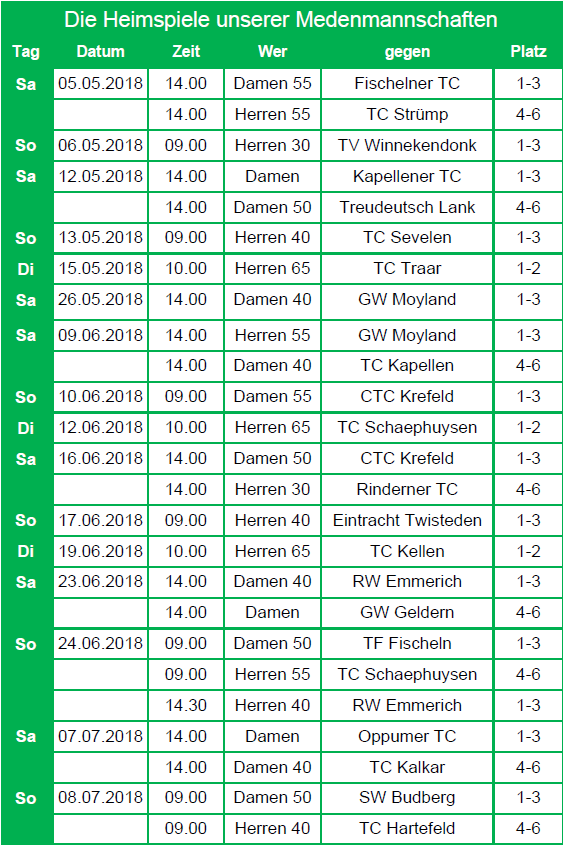 Die Heimspiele unserer Medenmannschaften
Tag Datum Zeit Wer gegen Platz
Sa 05.05.2018 14.00 Damen 55 Fischelner TC 1-3
14.00 Herren 55 TC Strümp 4-6
So 06.05.2018 09.00 Herren 30 TV Winnekendonk 1-3
Sa 12.05.2018 14.00 Damen Kapellener TC 1-3
14.00 Damen 50 Treudeutsch Lank 4-6
So 13.05.2018 09.00 Herren 40 TC Sevelen 1-3
Di 15.05.2018 10.00 Herren 65 TC Traar 1-2
Sa 26.05.2018 14.00 Damen 40 GW Moyland 1-3
Sa 09.06.2018 14.00 Herren 55 GW Moyland 1-3
14.00 Damen 40 TC Kapellen 4-6
So 10.06.2018 09.00 Damen 55 CTC Krefeld 1-3
Di 12.06.2018 10.00 Herren 65 TC Schaephuysen 1-2
Sa 16.06.2018 14.00 Damen 50 CTC Krefeld 1-3
14.00 Herren 30 Rinderner TC 4-6
So 17.06.2018 09.00 Herren 40 Eintracht Twisteden 1-3
Di 19.06.2018 10.00 Herren 65 TC Kellen 1-2
Sa 23.06.2018 14.00 Damen 40 RW Emmerich 1-3
14.00 Damen GW Geldern 4-6
So 24.06.2018 09.00 Damen 50 TF Fischeln 1-3
09.00 Herren 55 TC Schaephuysen 4-6
14.30 Herren 40 RW Emmerich 1-3
Sa 07.07.2018 14.00 Damen Oppumer TC 1-3
14.00 Damen 40 TC Kalkar 4-6
So 08.07.2018 09.00 Damen 50 SW Budberg 1-3
09.00 Herren 40 TC Hartefeld 4-6